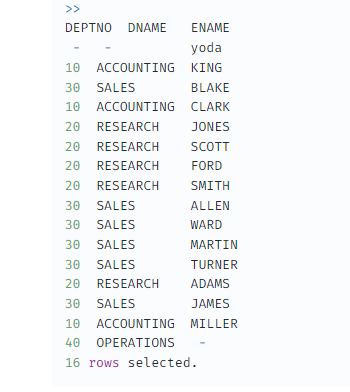 >>
DEPTNO  DNAME   ENAME
 -   -          yoda
10  ACCOUNTING  KING
30  SALES       BLAKE
10  ACCOUNTING  CLARK
20  RESEARCH    JONES
20  RESEARCH    SCOTT
20  RESEARCH    FORD
20  RESEARCH    SMITH
30  SALES       ALLEN
30  SALES       WARD
30  SALES       MARTIN
30  SALES       TURNER
20  RESEARCH    ADAMS
30  SALES       JAMES
10  ACCOUNTING  MILLER
40  OPERATIONS   -
16 rows selected.